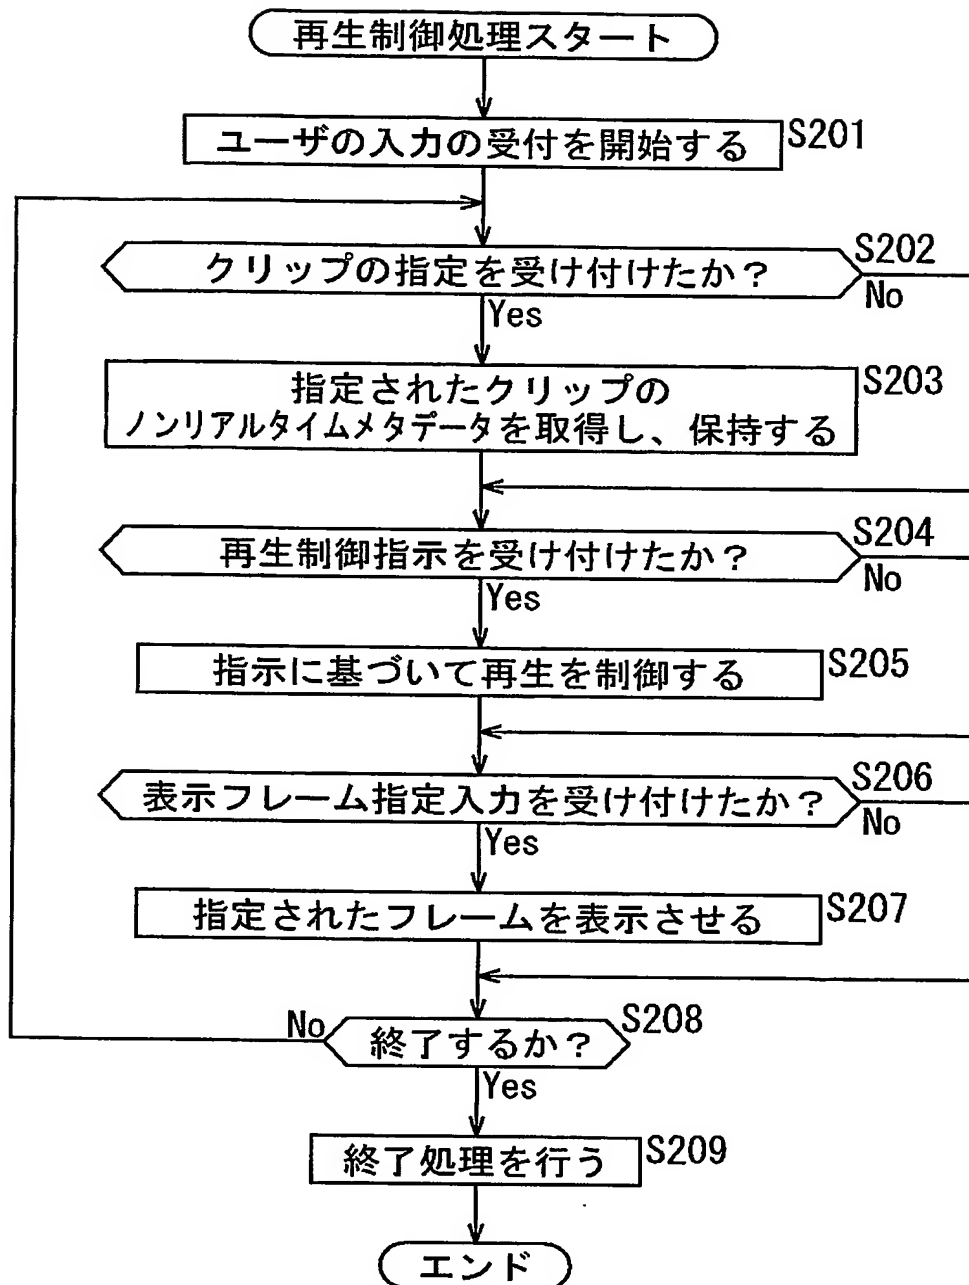 再生制御処理スタート
ユーザの入力の受付を開始する
S201
クリップの指定を受け付けたか?
S202
No
Yes
指定されたクリップの
ノンリアルタイムメタデータを取得し、保持する
S203
再生制御指示を受け付けたか?
S204
No
Yes
指示に基づいて再生を制御する
S205
表示フレーム指定入力を受け付けたか?
S206
No
Yes
指定されたフレームを表示させる
S207
No
終了するか?
S208
Yes
終了処理を行う
S209
エンド